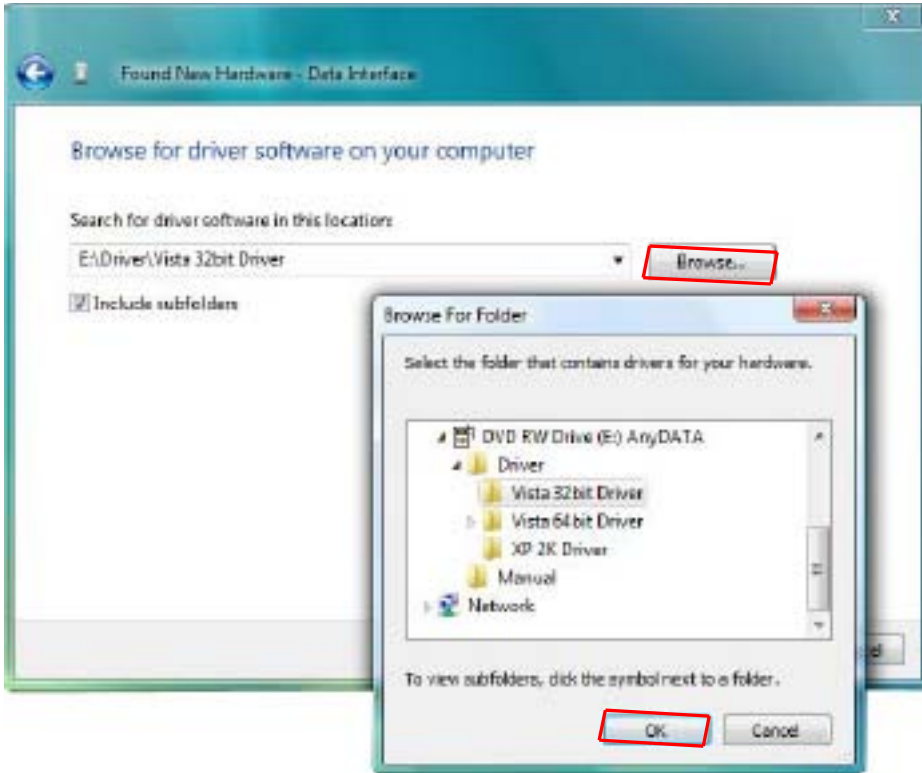 Found New Hardware - Data Interface
Browse for driver software on your computer
Search for driver software in this location:
E:\Driver\Vista 32bit Driver
Browse...
Include subfolders
Browse For Folder
Select the folder that contains drivers for your hardware.
DVD RW Drive (E:) AnyDATA
Driver
Vista 32bit Driver
Vista 64bit Driver
XP 2K Driver
Manual
Network
To view subfolders, click the symbol next to a folder.
OK
Cancel